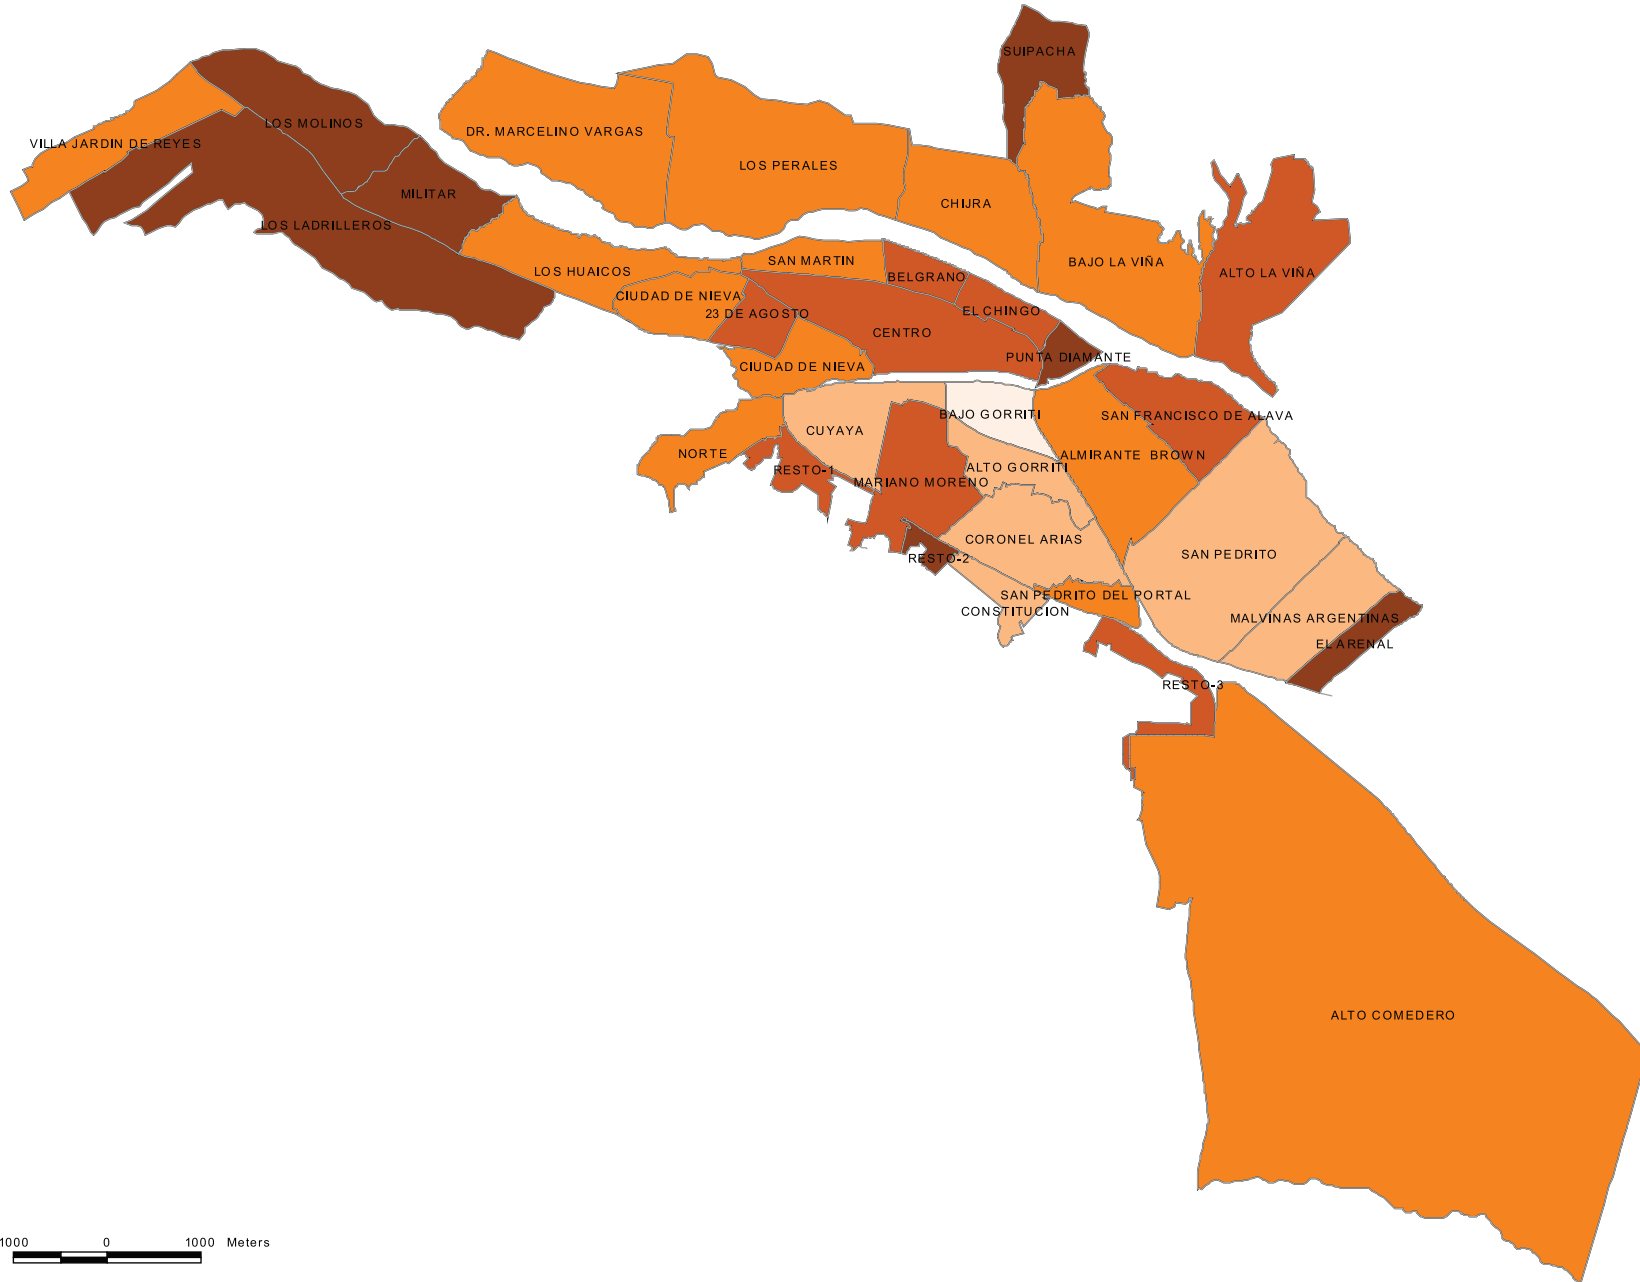 SUIPACHA
LOS MOLINOS
DR. MARCELINO VARGAS
VILLA JARDIN DE REYES
LOS PERALES
MILITAR
CHIJRA
LOS LADRILLEROS
SAN MARTIN
BAJO LA VIÑA
LOS HUAICOS
ALTO LA VIÑA
BELGRANO
CIUDAD DE NIEVA
23 DE AGOSTO
EL CHINGO
CENTRO
PUNTA DIAMANTE
CIUDAD DE NIEVA
BAJO GORRITI
SAN FRANCISCO DE ALAVA
CUYAYA
NORTE
ALMIRANTE BROWN
RESTO-1
ALTO GORRITI
MARIANO MORENO
CORONEL ARIAS
SAN PEDRITO
RESTO-2
SAN PEDRITO DEL PORTAL
CONSTITUCION
MALVINAS ARGENTINAS
EL ARENAL
RESTO-3
ALTO COMEDERO
1000 0 1000 Meters